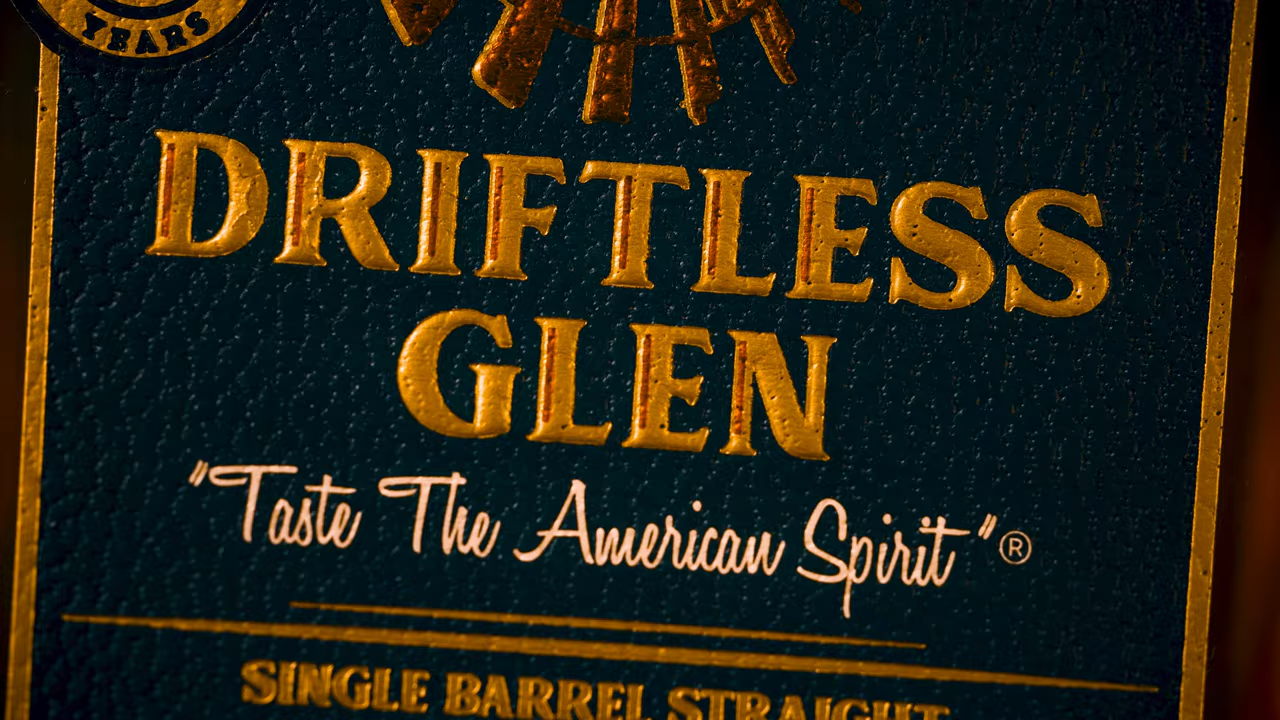 YEARS
DRIFTLESS
GLEN
"Taste The American Spirit"®
SINGLE BARREL STRAIGHT